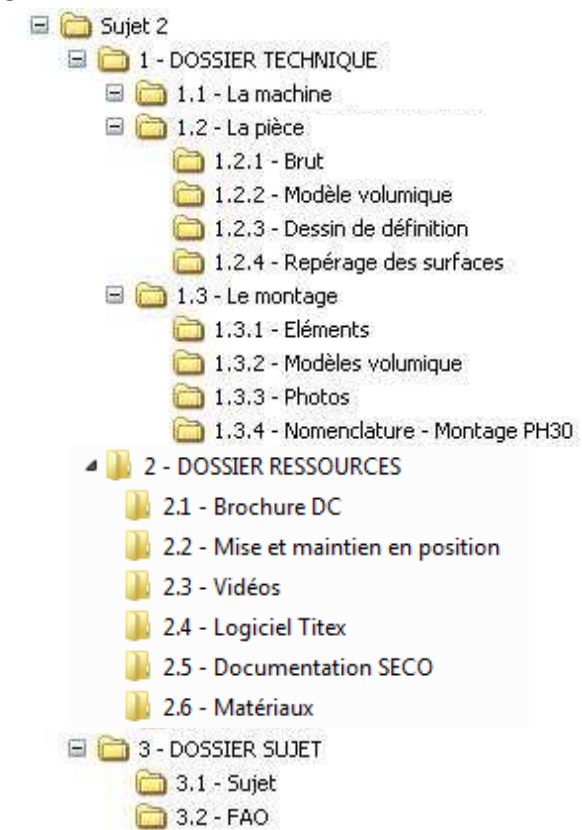 Sujet 2
1 - DOSSIER TECHNIQUE
1.1 - La machine
1.2 - La pièce
1.2.1 - Brut
1.2.2 - Modèle volumique
1.2.3 - Dessin de définition
1.2.4 - Repérage des surfaces
1.3 - Le montage
1.3.1 - Eléments
1.3.2 - Modèles volumique
1.3.3 - Photos
1.3.4 - Nomenclature - Montage PH30
2 - DOSSIER RESSOURCES
2.1 - Brochure DC
2.2 - Mise et maintien en position
2.3 - Vidéos
2.4 - Logiciel Titex
2.5 - Documentation SECO
2.6 - Matériaux
3 - DOSSIER SUJET
3.1 - Sujet
3.2 - FAO